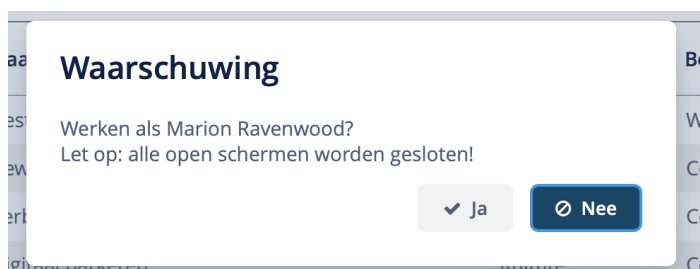 Waarschuwing
Werken als Marion Ravenwood?
Let op: alle open schermen worden gesloten!
Ja
Nee